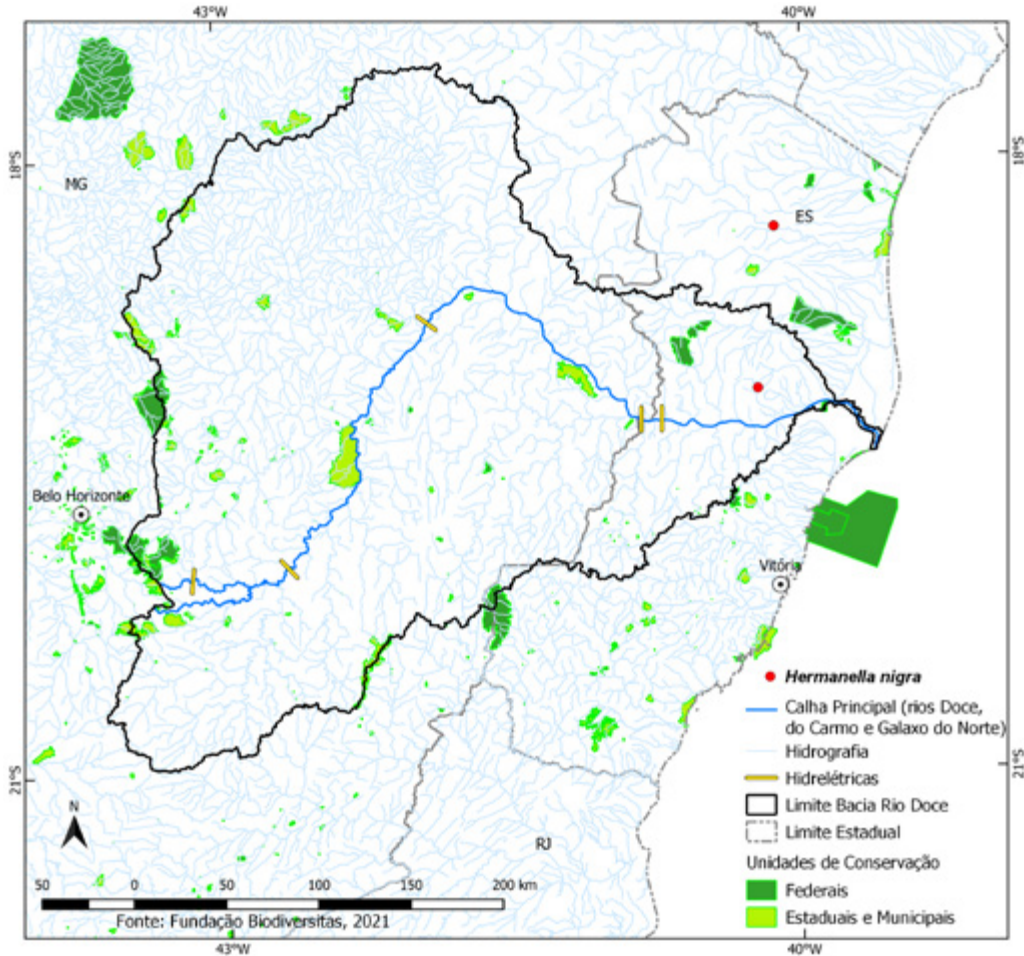 43°W
40°W
18°S
18°S
MG
ES
Belo Horizonte
Vitória
Hermanella nigra
Calha Principal (rios Doce,
do Carmo e Galaxo do Norte)
Hidrografia
Hidrelétricas
Limite Bacia Rio Doce
Limite Estadual
Unidades de Conservação
Federais
Estaduais e Municipais
21°S
21°S
N
RJ
50
0
50
100
150
200 km
Fonte: Fundação Biodiversitas, 2021
43°W
40°W